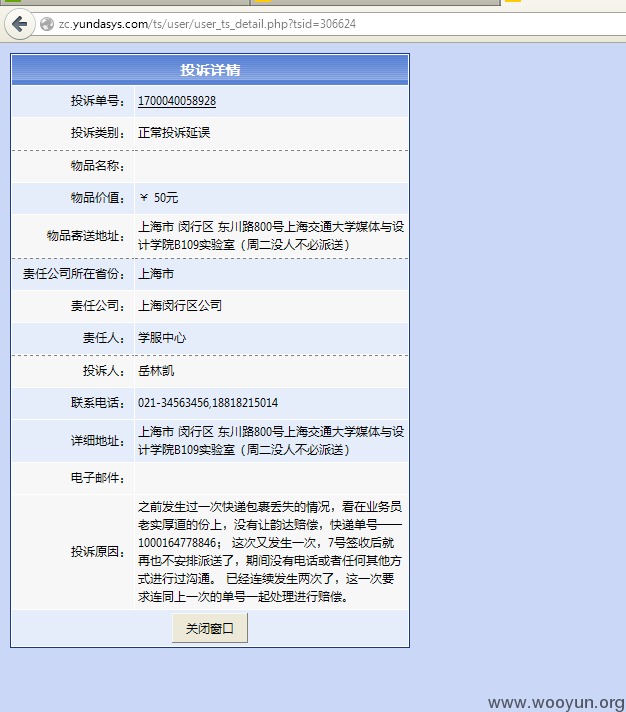 zc.yundasys.com/ts/user/user_ts_detail.php?tsid=306624
投诉详情
投诉单号： 1700040058928
投诉类别： 正常投诉延误
物品名称：
物品价值： ￥ 50元
物品寄送地址： 上海市 闵行区 东川路800号上海交通大学媒体与设
计学院B109实验室（周二没人不必派送）
责任公司所在省份： 上海市
责任公司： 上海闵行区公司
责任人： 学服中心
投诉人： 岳林凯
联系电话： 021-34563456,18818215014
详细地址： 上海市 闵行区 东川路800号上海交通大学媒体与设
计学院B109实验室（周二没人不必派送）
电子邮件：
投诉原因： 之前发生过一次快递包裹丢失的情况，看在业务员
老实厚道的份上，没有让韵达赔偿，快递单号——
1000164778846； 这次又发生一次，7号签收后就
再也不安排派送了，期间没有电话或者任何其他方
式进行过沟通。 已经连续发生两次了，这一次要
求连同上一次的单号一起处理进行赔偿。
关闭窗口
www.wooyun.org